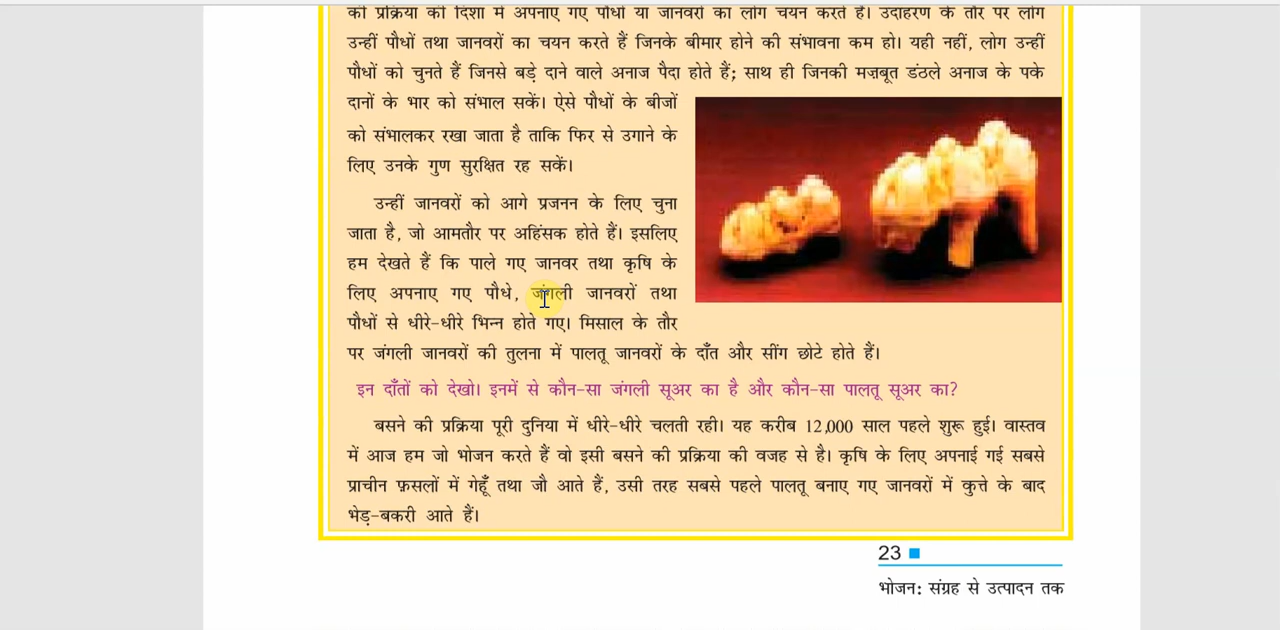 की प्रक्रिया की दिशा में अपनाए गए पौधों या जानवरों का लोग चयन करते हैं। उदाहरण के तौर पर लोग
उन्हीं पौधों तथा जानवरों का चयन करते हैं जिनके बीमार होने की संभावना कम हो। यही नहीं, लोग उन्हीं
पौधों को चुनते हैं जिनसे बड़े दाने वाले अनाज पैदा होते हैं; साथ ही जिनकी मज़बूत डंठले अनाज के पके
दानों के भार को संभाल सकें। ऐसे पौधों के बीजों
को संभालकर रखा जाता है ताकि फिर से उगाने के
लिए उनके गुण सुरक्षित रह सकें।
उन्हीं जानवरों को आगे प्रजनन के लिए चुना
जाता है, जो आमतौर पर अहिंसक होते हैं। इसलिए
हम देखते हैं कि पाले गए जानवर तथा कृषि के
लिए अपनाए गए पौधे, जंगली जानवरों तथा
पौधों से धीरे-धीरे भिन्न होते गए। मिसाल के तौर
पर जंगली जानवरों की तुलना में पालतू जानवरों के दाँत और सींग छोटे होते हैं।
इन दाँतों को देखो। इनमें से कौन-सा जंगली सूअर का है और कौन-सा पालतू सूअर का?
बसने की प्रक्रिया पूरी दुनिया में धीरे-धीरे चलती रही। यह करीब 12,000 साल पहले शुरू हुई। वास्तव
में आज हम जो भोजन करते हैं वो इसी बसने की प्रक्रिया की वजह से है। कृषि के लिए अपनाई गई सबसे
प्राचीन फ़सलों में गेहूँ तथा जौ आते हैं, उसी तरह सबसे पहले पालतू बनाए गए जानवरों में कुत्ते के बाद
भेड़-बकरी आते हैं।
23
भोजन: संग्रह से उत्पादन तक